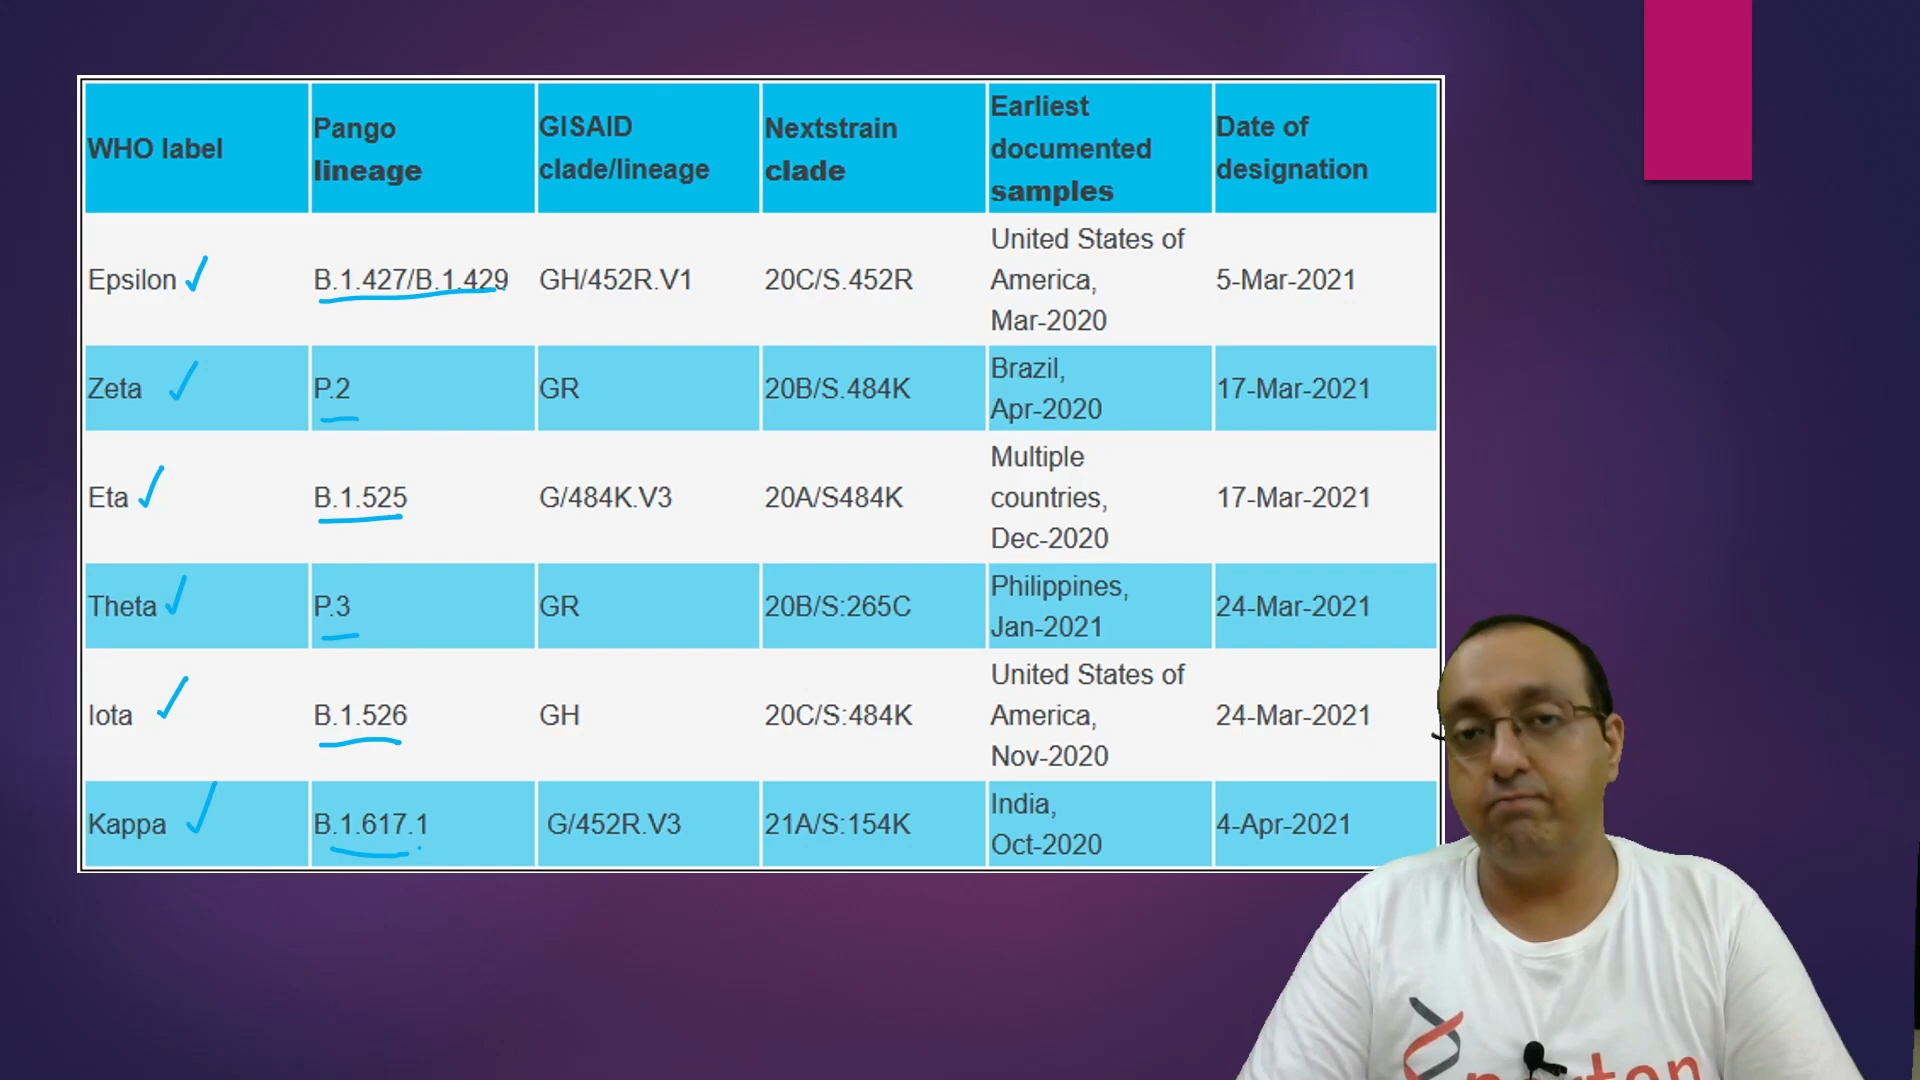 WHO label
Pango
lineage
GISAID
clade/lineage
Nextstrain
clade
Earliest
documented
samples
Date of
designation
Epsilon
B.1.427/B.1.429
GH/452R.V1
20C/S.452R
United States of
America,
Mar-2020
5-Mar-2021
Zeta
P.2
GR
20B/S.484K
Brazil,
Apr-2020
17-Mar-2021
Eta
B.1.525
G/484K.V3
20A/S484K
Multiple
countries,
Dec-2020
17-Mar-2021
Theta
P.3
GR
20B/S:265C
Philippines,
Jan-2021
24-Mar-2021
Iota
B.1.526
GH
20C/S:484K
United States of
America,
Nov-2020
24-Mar-2021
Kappa
B.1.617.1
G/452R.V3
21A/S:154K
India,
Oct-2020
4-Apr-2021